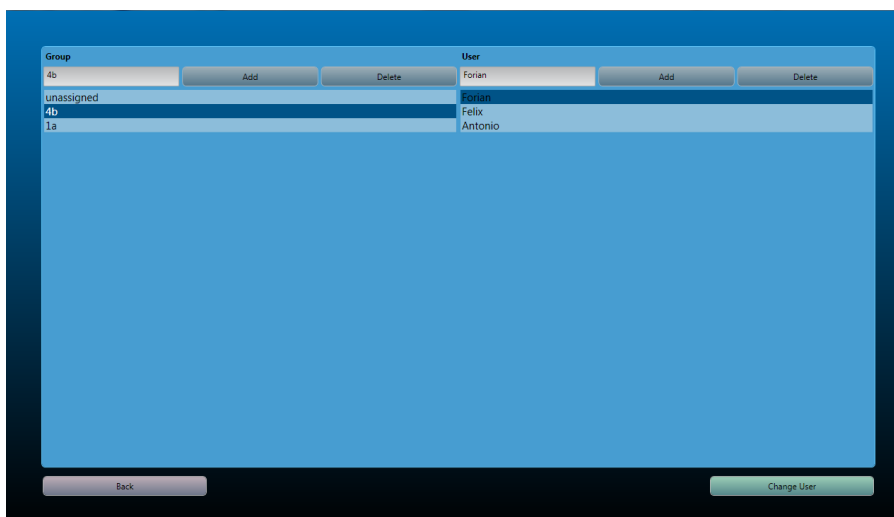 Group User
4b Add Delete Forian Add Delete
unassigned Forian
4b Felix
1a Antonio
Back Change User